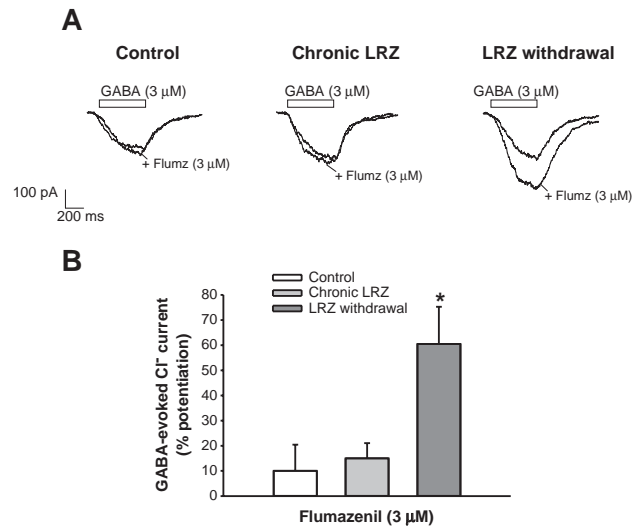 A
Control
Chronic LRZ
LRZ withdrawal
GABA (3 μM)
GABA (3 μM)
GABA (3 μM)
+ Flumz (3 μM)
+ Flumz (3 μM)
+ Flumz (3 μM)
100 pA
200 ms
B
Control
Chronic LRZ
LRZ withdrawal
GABA-evoked Cl⁻ current
(% potentiation)
80
70
60
50
40
30
20
10
0
*
Flumazenil (3 μM)